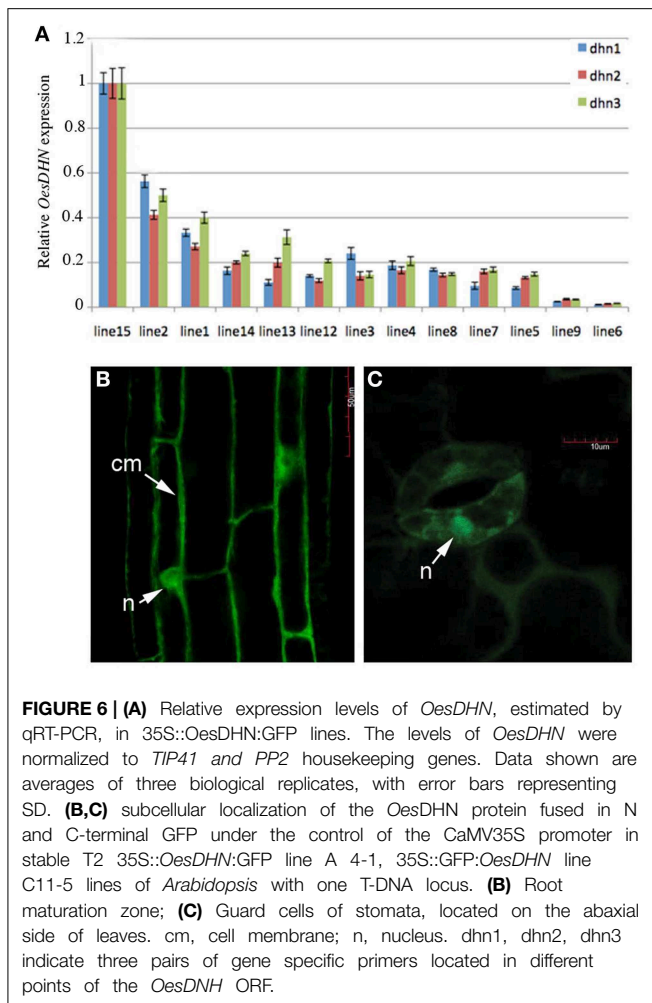 A
1.2
1
0.8
0.6
0.4
0.2
0
Relative OesDHN expression
dhn1
dhn2
dhn3
line15 line2 line1 line14 line13 line12 line3 line4 line8 line7 line5 line9 line6
B
cm
n
50um
C
10um
n
FIGURE 6 | (A) Relative expression levels of OesDHN, estimated by
qRT-PCR, in 35S::OesDHN:GFP lines. The levels of OesDHN were
normalized to TIP41 and PP2 housekeeping genes. Data shown are
averages of three biological replicates, with error bars representing
SD. (B,C) subcellular localization of the OesDHN protein fused in N
and C-terminal GFP under the control of the CaMV35S promoter in
stable T2 35S::OesDHN:GFP line A 4-1, 35S::GFP:OesDHN line
C11-5 lines of Arabidopsis with one T-DNA locus. (B) Root
maturation zone; (C) Guard cells of stomata, located on the abaxial
side of leaves. cm, cell membrane; n, nucleus. dhn1, dhn2, dhn3
indicate three pairs of gene specific primers located in different
points of the OesDNH ORF.